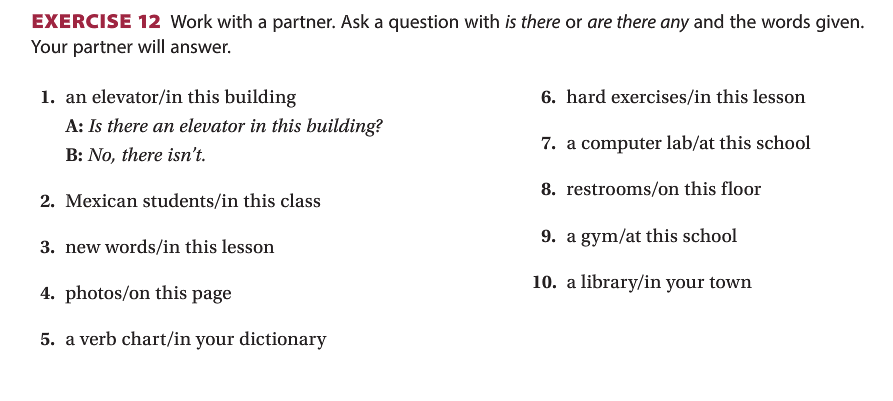 EXERCISE 12 Work with a partner. Ask a question with is there or are there any and the words given.
Your partner will answer.
1. an elevator/in this building
A: Is there an elevator in this building?
B: No, there isn't.
2. Mexican students/in this class
3. new words/in this lesson
4. photos/on this page
5. a verb chart/in your dictionary
6. hard exercises/in this lesson
7. a computer lab/at this school
8. restrooms/on this floor
9. a gym/at this school
10. a library/in your town